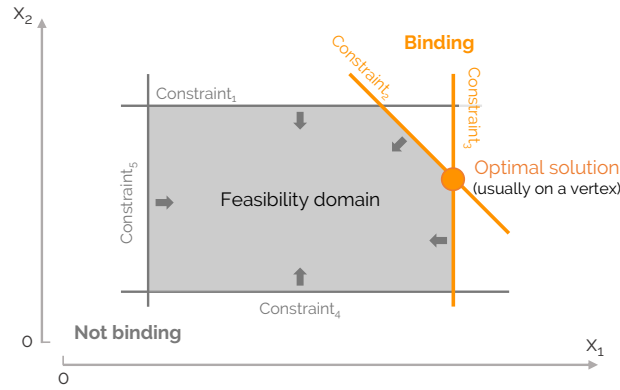 X₂
Binding
Constraint₂
Constraint₁
Constraint₃
Optimal solution
(usually on a vertex)
Constraint₅
Feasibility domain
Constraint₄
Not binding
0
X₁
0